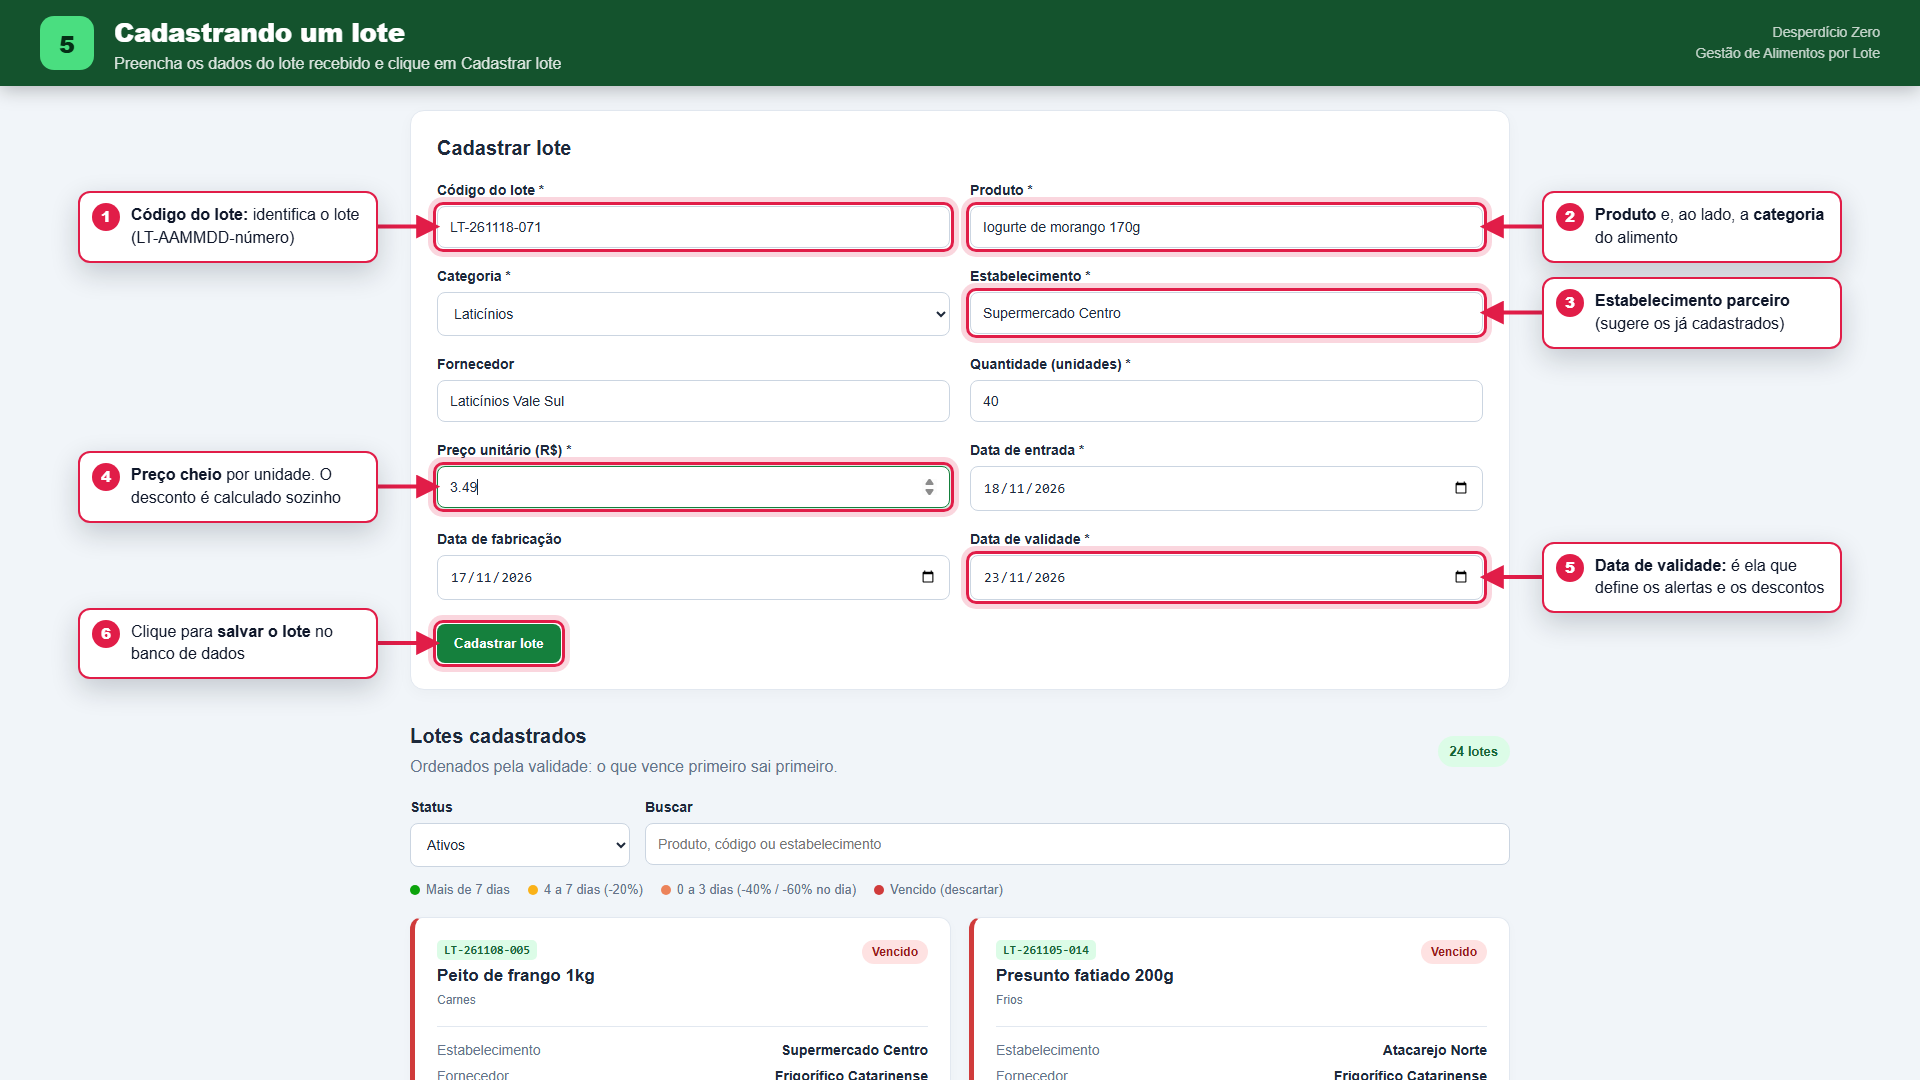 5
Cadastrando um lote
Preencha os dados do lote recebido e clique em Cadastrar lote
Desperdício Zero
Gestão de Alimentos por Lote
Cadastrar lote
1
Código do lote: identifica o lote
(LT-AAMMDD-número)
Código do lote *
LT-261118-071
Produto *
Iogurte de morango 170g
2
Produto e, ao lado, a categoria
do alimento
Categoria *
Laticínios
Estabelecimento *
Supermercado Centro
3
Estabelecimento parceiro
(sugere os já cadastrados)
Fornecedor
Laticínios Vale Sul
Quantidade (unidades) *
40
4
Preço cheio por unidade. O
desconto é calculado sozinho
Preço unitário (R$) *
3.49
Data de entrada *
18/11/2026
Data de fabricação
17/11/2026
Data de validade *
23/11/2026
5
Data de validade: é ela que
define os alertas e os descontos
6
Clique para salvar o lote no
banco de dados
Cadastrar lote
Lotes cadastrados
Ordenados pela validade: o que vence primeiro sai primeiro.
24 lotes
Status
Ativos
Buscar
Produto, código ou estabelecimento
Mais de 7 dias
4 a 7 dias (-20%)
0 a 3 dias (-40% / -60% no dia)
Vencido (descartar)
LT-261108-005
Vencido
Peito de frango 1kg
Carnes
Estabelecimento
Supermercado Centro
Fornecedor
Frigorífico Catarinense
LT-261105-014
Vencido
Presunto fatiado 200g
Frios
Estabelecimento
Atacarejo Norte
Fornecedor
Frigorífico Catarinense